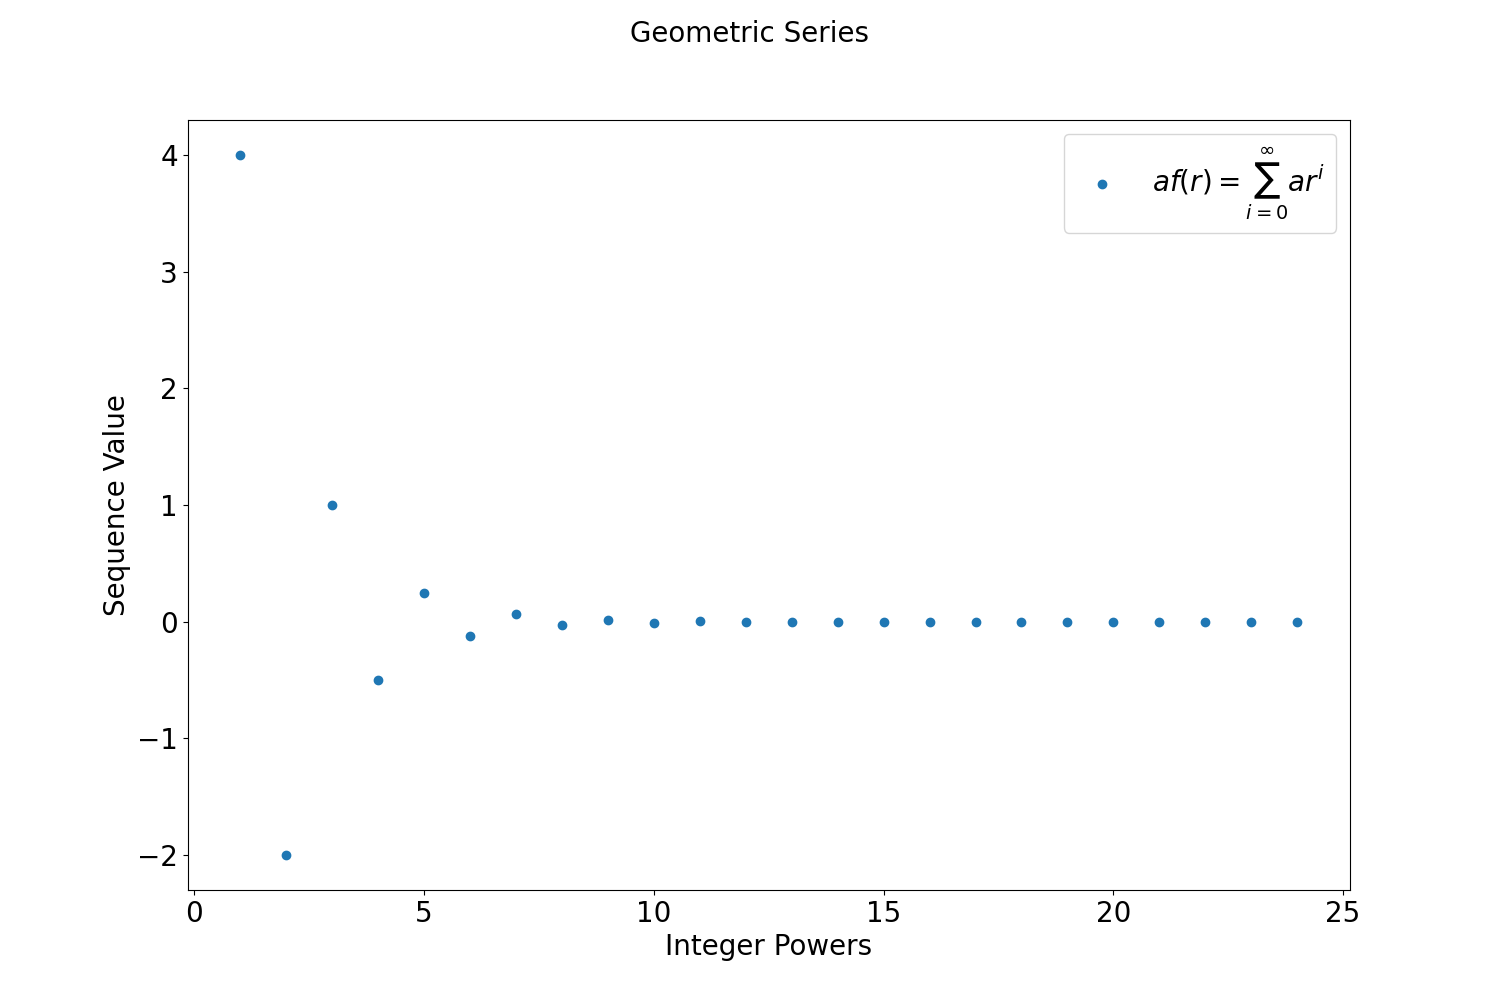 Geometric Series
af(r) = ∑_{i=0}^{∞} ar^i
4
3
2
1
0
−1
−2
Sequence Value
0 5 10 15 20 25
Integer Powers